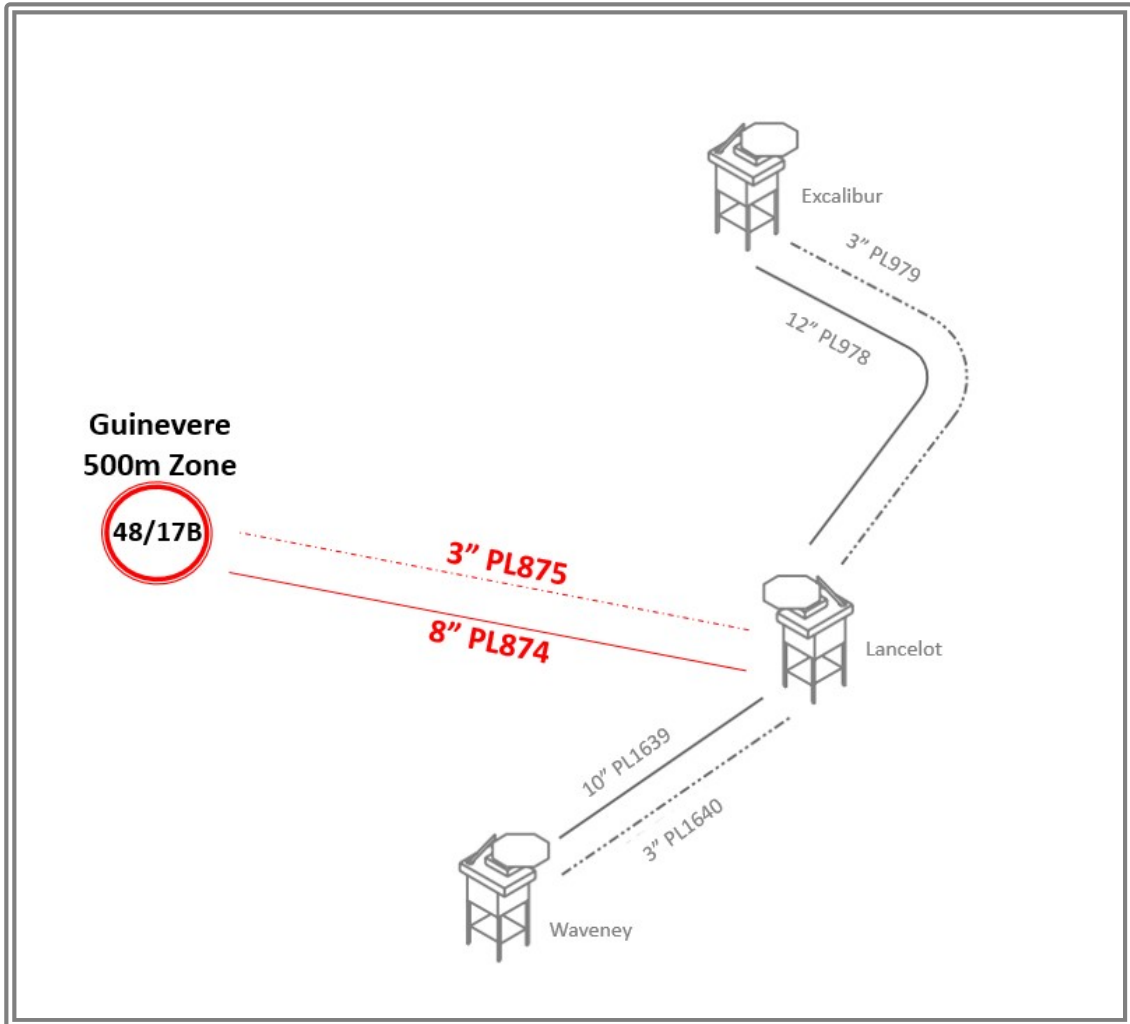 Excalibur
3” PL979
12” PL978
Guinevere
500m Zone
48/17B
3” PL875
8” PL874
Lancelot
10” PL1639
3” PL1640
Waveney